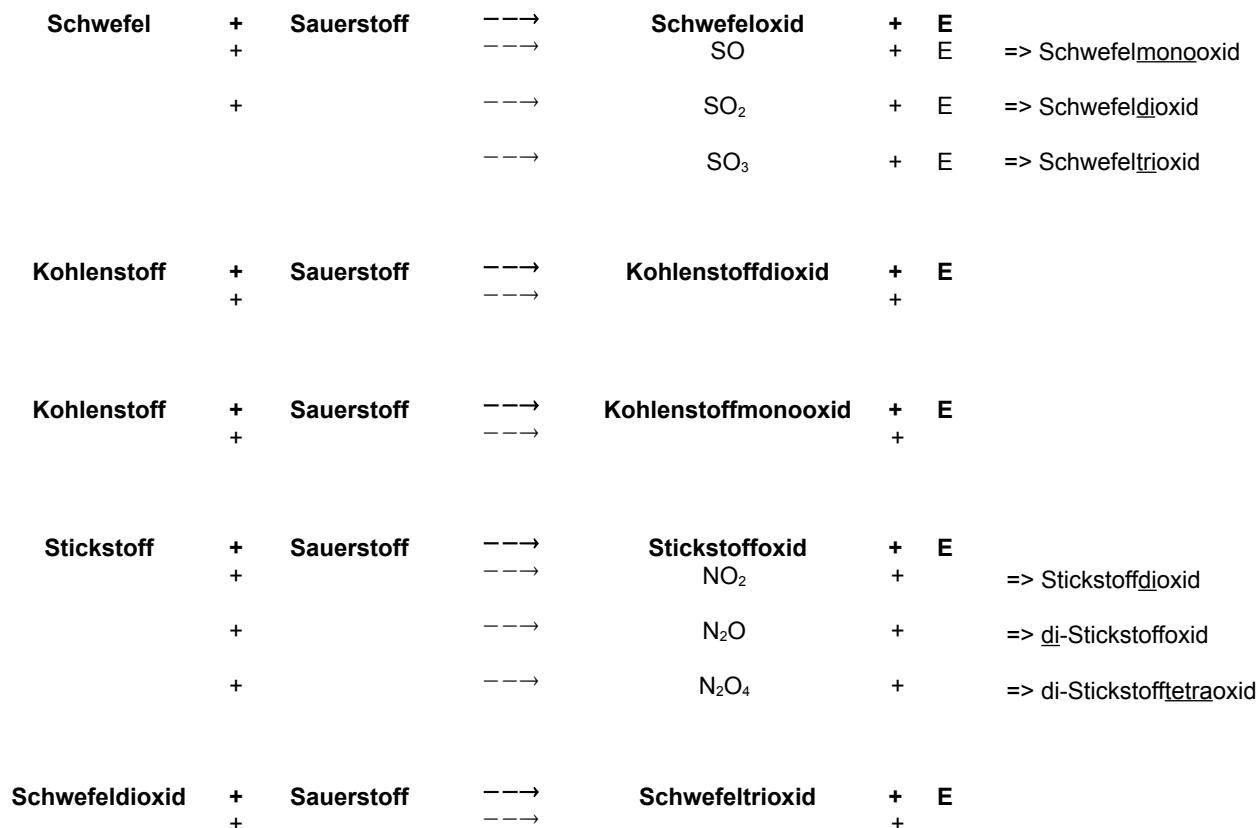 Schwefel + Sauerstoff −−→ Schwefeloxid + E
+ −−→ SO + E => Schwefelmonooxid
+ −−→ SO₂ + E => Schwefeldioxid
−−→ SO₃ + E => Schwefeltrioxid
Kohlenstoff + Sauerstoff −−→ Kohlenstoffdioxid + E
+ −−→ +
Kohlenstoff + Sauerstoff −−→ Kohlenstoffmonooxid + E
+ −−→ +
Stickstoff + Sauerstoff −−→ Stickstoffoxid + E
+ −−→ NO₂ + => Stickstoffdioxid
+ −−→ N₂O + => di-Stickstoffoxid
+ −−→ N₂O₄ + => di-Stickstofftetraoxid
Schwefeldioxid + Sauerstoff −−→ Schwefeltrioxid + E
+ −−→ +